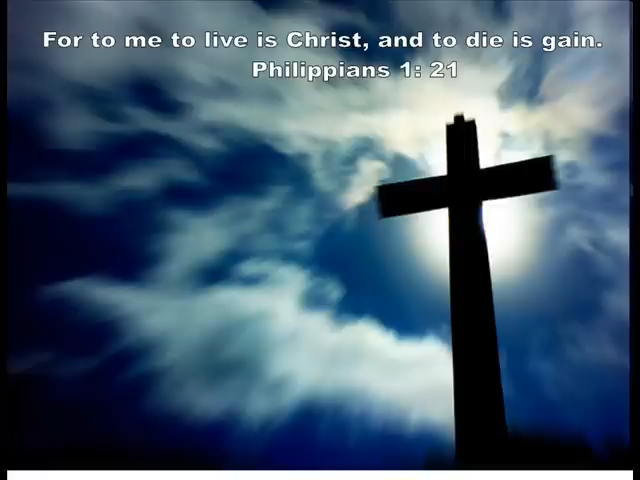 For to me to live is Christ, and to die is gain.
Philippians 1: 21